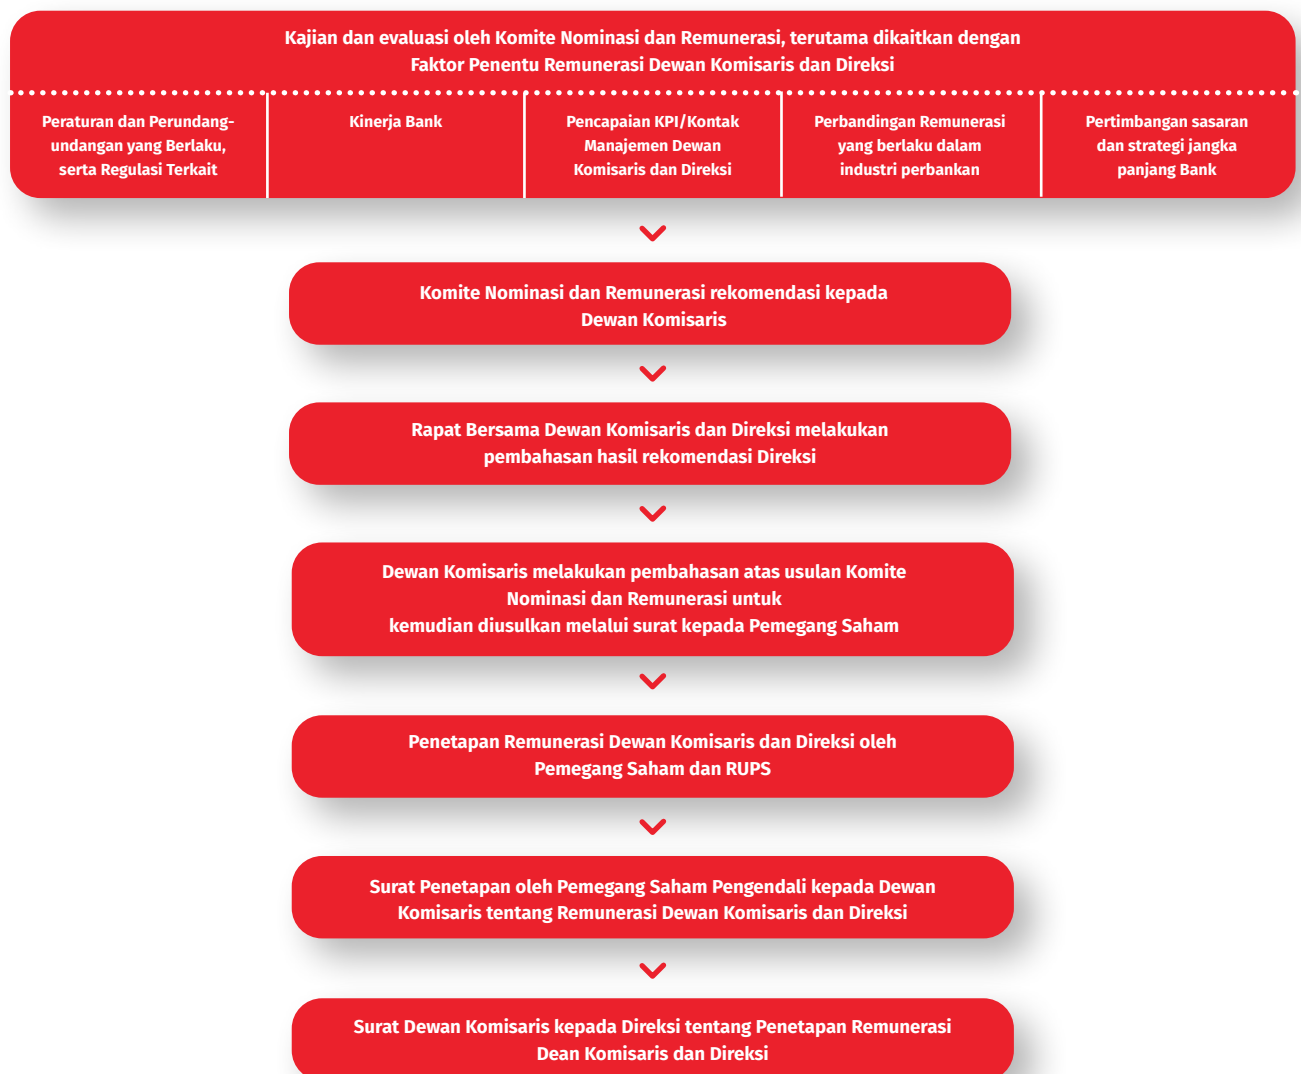 Kajian dan evaluasi oleh Komite Nominasi dan Remunerasi, terutama dikaitkan dengan
Faktor Penentu Remunerasi Dewan Komisaris dan Direksi
Peraturan dan Perundang-
undangan yang Berlaku,
serta Regulasi Terkait
Kinerja Bank
Pencapaian KPI/Kontak
Manajemen Dewan
Komisaris dan Direksi
Perbandingan Remunerasi
yang berlaku dalam
industri perbankan
Pertimbangan sasaran
dan strategi jangka
panjang Bank
Komite Nominasi dan Remunerasi rekomendasi kepada
Dewan Komisaris
Rapat Bersama Dewan Komisaris dan Direksi melakukan
pembahasan hasil rekomendasi Direksi
Dewan Komisaris melakukan pembahasan atas usulan Komite
Nominasi dan Remunerasi untuk
kemudian diusulkan melalui surat kepada Pemegang Saham
Penetapan Remunerasi Dewan Komisaris dan Direksi oleh
Pemegang Saham dan RUPS
Surat Penetapan oleh Pemegang Saham Pengendali kepada Dewan
Komisaris tentang Remunerasi Dewan Komisaris dan Direksi
Surat Dewan Komisaris kepada Direksi tentang Penetapan Remunerasi
Dean Komisaris dan Direksi